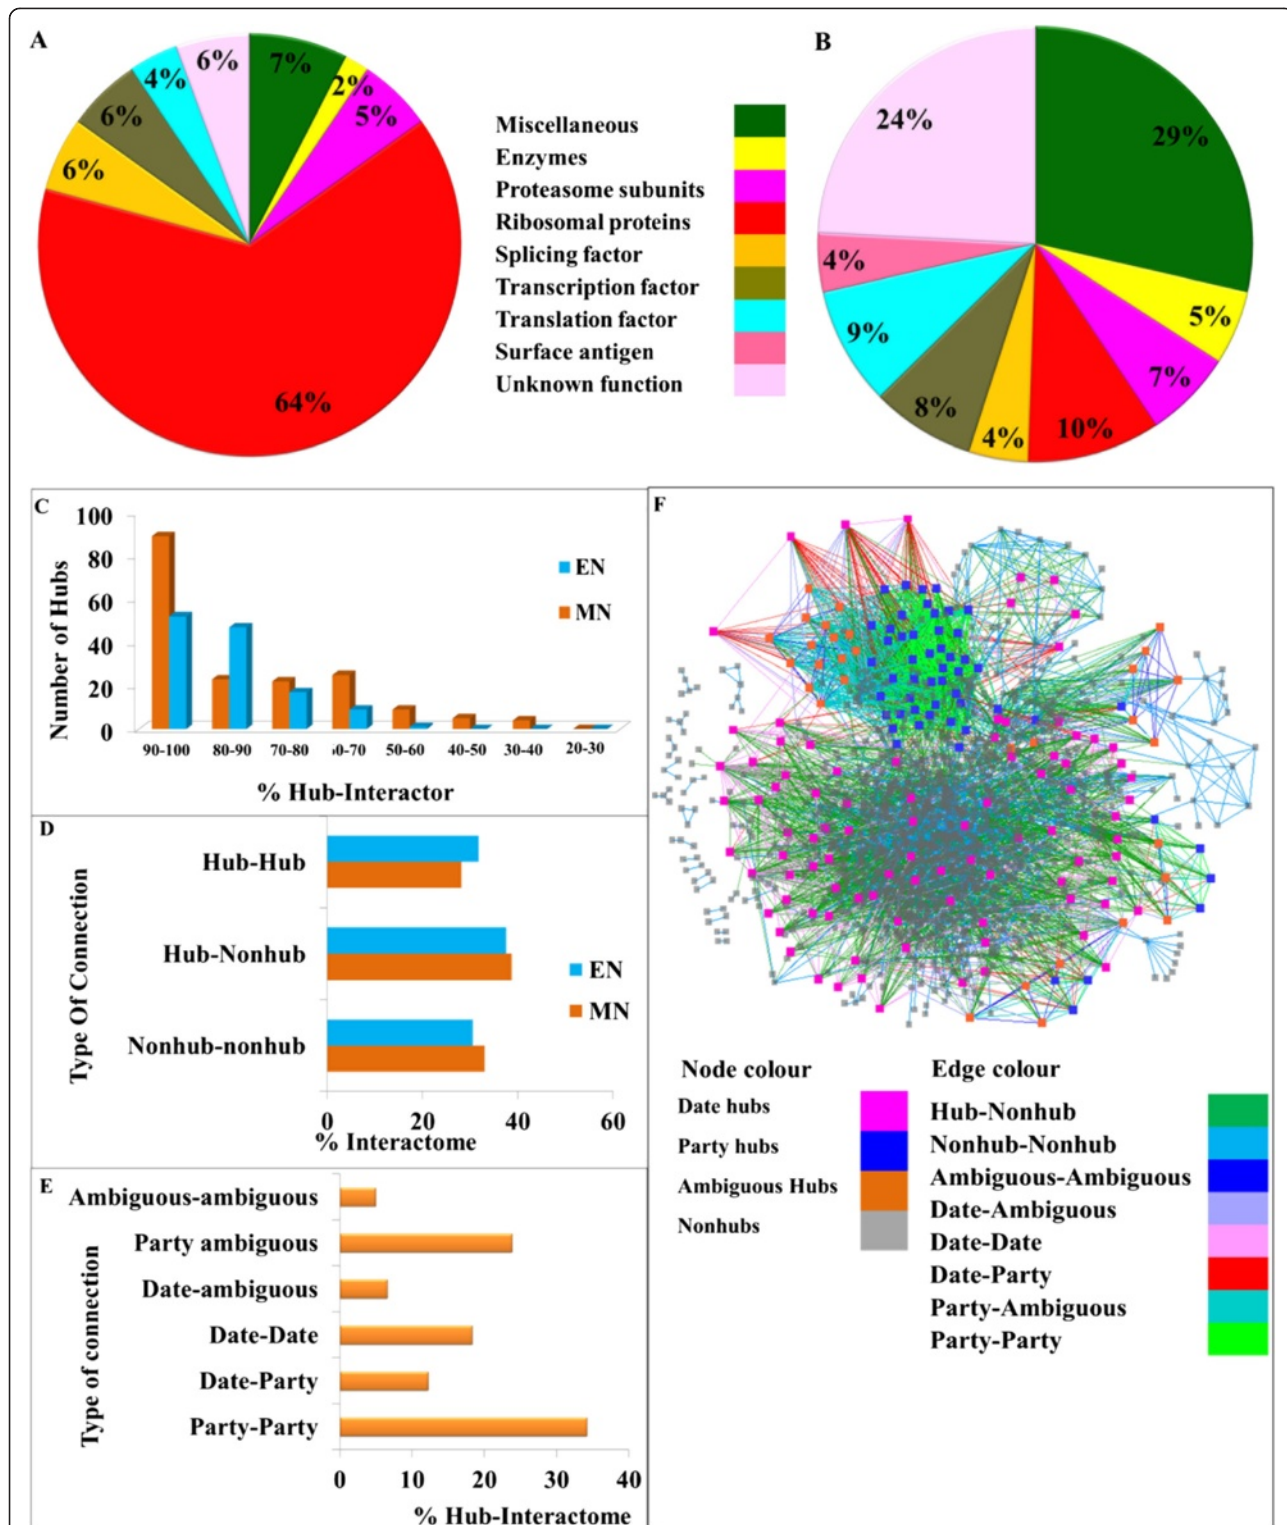 A
6%
7%
4%
2%
6%
5%
6%
64%
Miscellaneous
Enzymes
Proteasome subunits
Ribosomal proteins
Splicing factor
Transcription factor
Translation factor
Surface antigen
Unknown function
B
24%
29%
4%
5%
9%
7%
8%
4%
10%
C
Number of Hubs
100
80
60
40
20
0
EN
MN
90-100
80-90
70-80
50-60
40-50
30-40
20-30
% Hub-Interactor
D
Type Of Connection
Hub-Hub
Hub-Nonhub
Nonhub-nonhub
EN
MN
0
20
40
60
% Interactome
E
Type of connection
Ambiguous-ambiguous
Party ambiguous
Date-ambiguous
Date-Date
Date-Party
Party-Party
0
10
20
30
40
% Hub-Interactome
F
Node colour
Date hubs
Party hubs
Ambiguous Hubs
Nonhubs
Edge colour
Hub-Nonhub
Nonhub-Nonhub
Ambiguous-Ambiguous
Date-Ambiguous
Date-Date
Date-Party
Party-Ambiguous
Party-Party